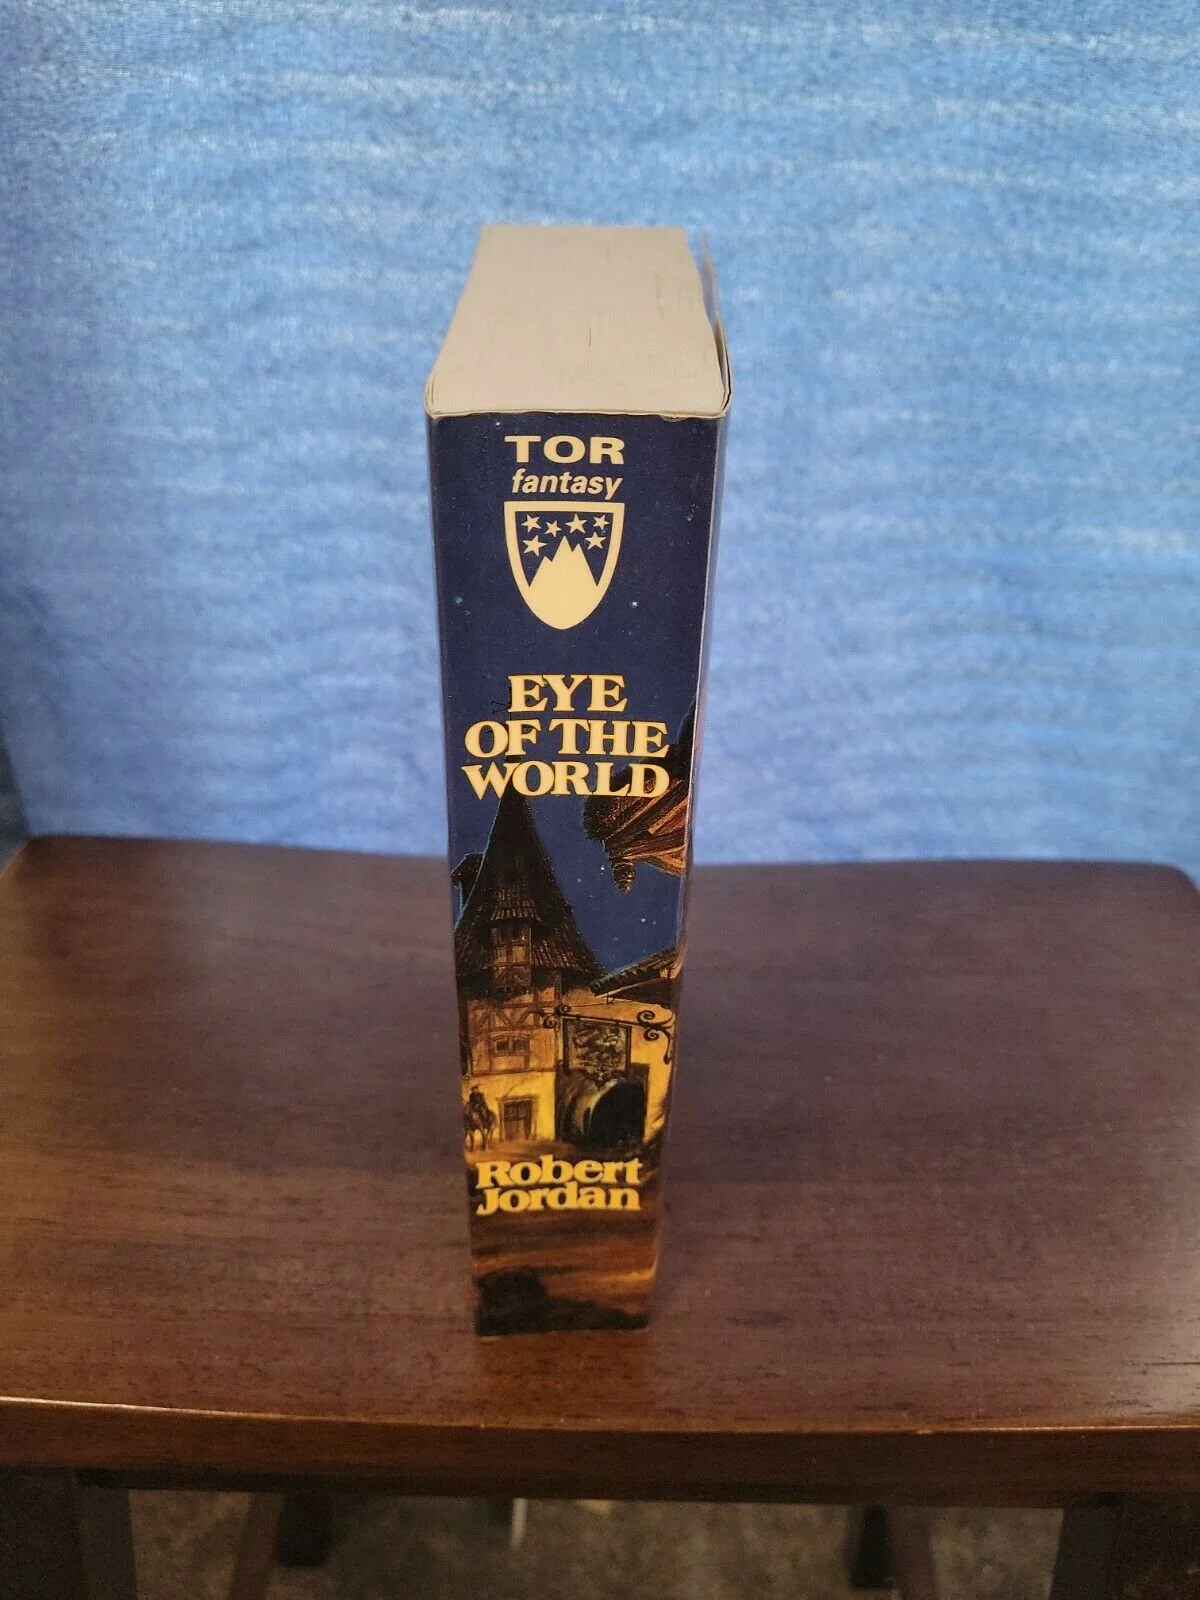 TOR
fantasy
EYE
OF THE
WORLD
Robert
Jordan